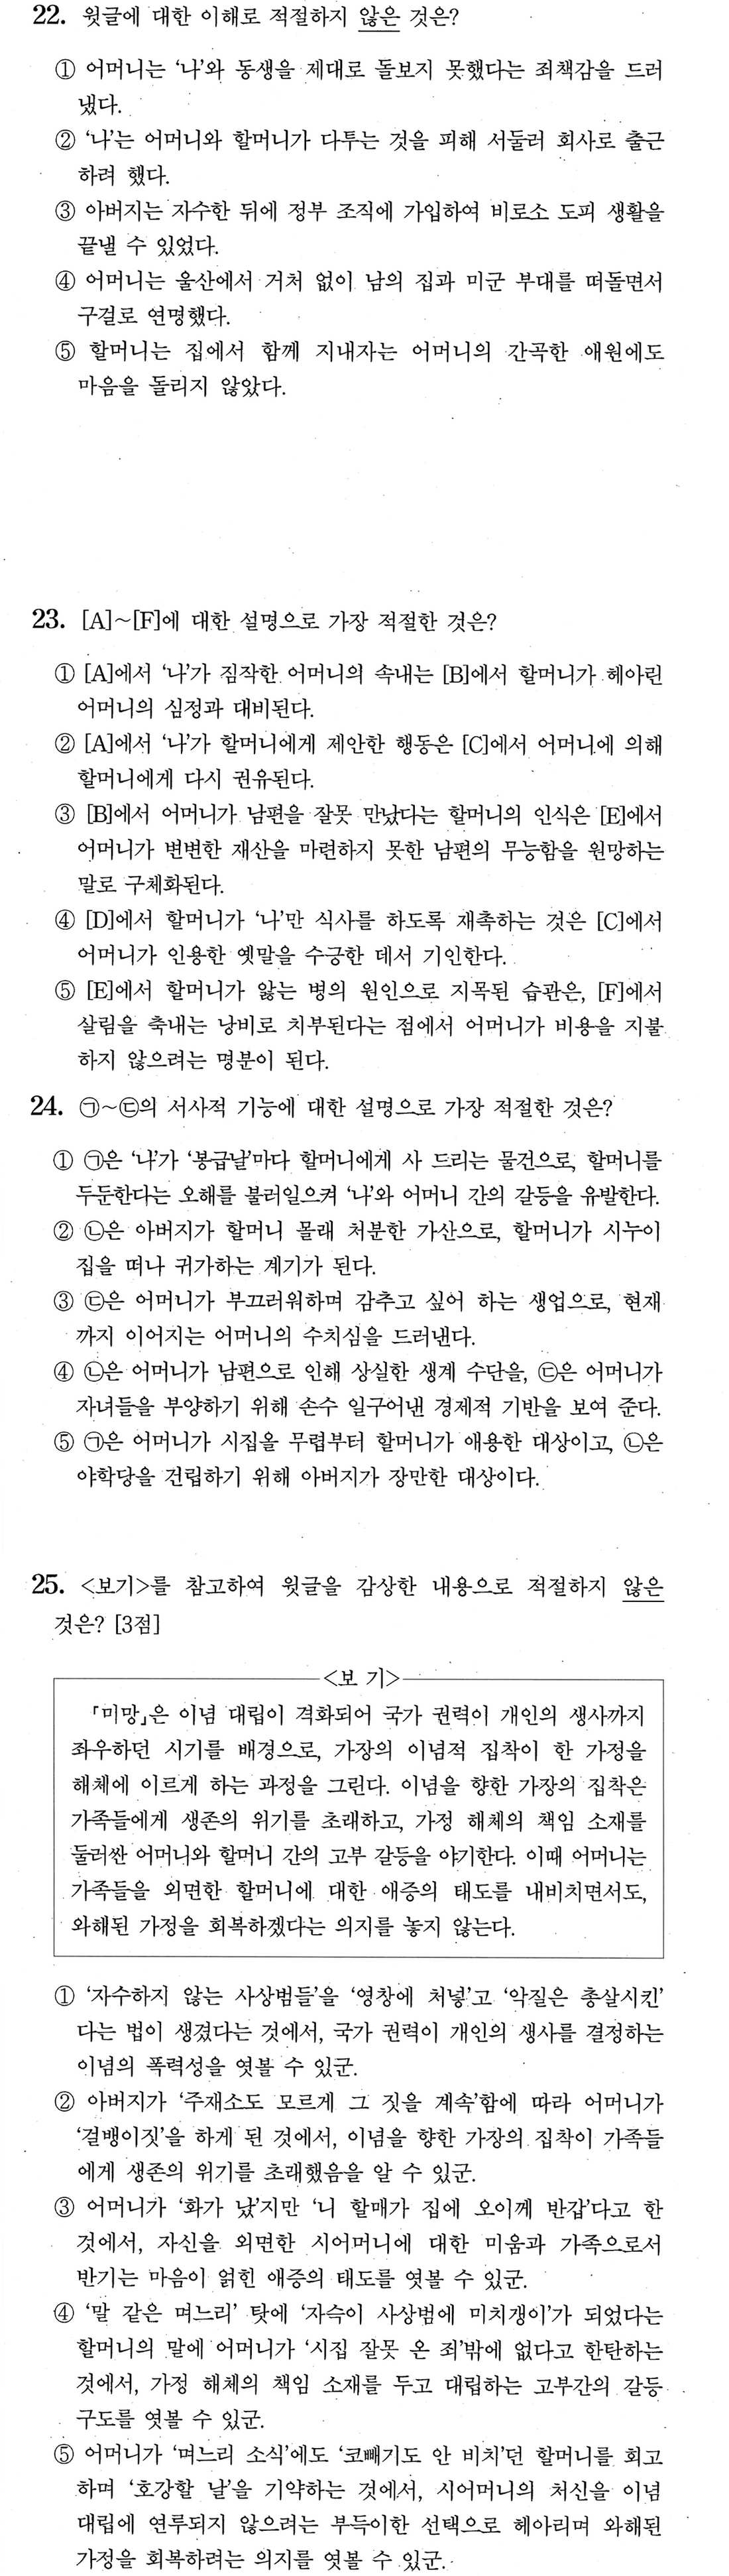 22. 윗글에 대한 이해로 적절하지 않은 것은?
① 어머니는 ‘나’와 동생을 제대로 돌보지 못했다는 죄책감을 드러
냈다.
② ‘나’는 어머니와 할머니가 다투는 것을 피해 서둘러 회사로 출근
하려 했다.
③ 아버지는 자수한 뒤에 정부 조직에 가입하여 비로소 도피 생활을
끝낼 수 있었다.
④ 어머니는 울산에서 거처 없이 남의 집과 미군 부대를 떠돌면서
구걸로 연명했다.
⑤ 할머니는 집에서 함께 지내자는 어머니의 간곡한 애원에도
마음을 돌리지 않았다.
23. [A]~[F]에 대한 설명으로 가장 적절한 것은?
① [A]에서 ‘나’가 짐작한 어머니의 속내는 [B]에서 할머니가 헤아린
어머니의 심정과 대비된다.
② [A]에서 ‘나’가 할머니에게 제안한 행동은 [C]에서 어머니에 의해
할머니에게 다시 권유된다.
③ [B]에서 어머니가 남편을 잘못 만났다는 할머니의 인식은 [E]에서
어머니가 변변한 재산을 마련하지 못한 남편의 무능함을 원망하는
말로 구체화된다.
④ [D]에서 할머니가 ‘나’만 식사를 하도록 재촉하는 것은 [C]에서
어머니가 인용한 옛말을 수긍한 데서 기인한다.
⑤ [E]에서 할머니가 앓는 병의 원인으로 지목된 습관은, [F]에서
살림을 축내는 낭비로 치부된다는 점에서 어머니가 비용을 지불
하지 않으려는 명분이 된다.
24. ㉠~㉢의 서사적 기능에 대한 설명으로 가장 적절한 것은?
① ㉠은 ‘나’가 ‘봉급날’마다 할머니에게 사 드리는 물건으로, 할머니를
두둔한다는 오해를 불러일으켜 ‘나’와 어머니 간의 갈등을 유발한다.
② ㉡은 아버지가 할머니 몰래 처분한 가산으로, 할머니가 시누이
집을 떠나 귀가하는 계기가 된다.
③ ㉢은 어머니가 부끄러워하며 감추고 싶어 하는 생업으로, 현재
까지 이어지는 어머니의 수치심을 드러낸다.
④ ㉡은 어머니가 남편으로 인해 상실한 생계 수단을, ㉢은 어머니가
자녀들을 부양하기 위해 손수 일구어낸 경제적 기반을 보여 준다.
⑤ ㉠은 어머니가 시집올 무렵부터 할머니가 애용한 대상이고, ㉡은
야학당을 건립하기 위해 아버지가 장만한 대상이다.
25. <보기>를 참고하여 윗글을 감상한 내용으로 적절하지 않은
것은? [3점]
<보 기>
「미망」은 이념 대립이 격화되어 국가 권력이 개인의 생사까지
좌우하던 시기를 배경으로, 가장의 이념적 집착이 한 가정을
해체에 이르게 하는 과정을 그린다. 이념을 향한 가장의 집착은
가족들에게 생존의 위기를 초래하고, 가정 해체의 책임 소재를
둘러싼 어머니와 할머니 간의 고부 갈등을 야기한다. 이때 어머니는
가족들을 외면한 할머니에 대한 애증의 태도를 내비치면서도,
와해된 가정을 회복하겠다는 의지를 놓지 않는다.
① ‘자수하지 않는 사상범들’을 ‘영창에 처넣’고 ‘악질은 총살시킨’
다는 법이 생겼다는 것에서, 국가 권력이 개인의 생사를 결정하는
이념의 폭력성을 엿볼 수 있군.
② 아버지가 ‘주재소도 모르게 그 짓을 계속’함에 따라 어머니가
‘걸뱅이짓’을 하게 된 것에서, 이념을 향한 가장의 집착이 가족들
에게 생존의 위기를 초래했음을 알 수 있군.
③ 어머니가 ‘화가 났’지만 ‘니 할매가 집에 오이께 반갑’다고 한
것에서, 자신을 외면한 시어머니에 대한 미움과 가족으로서
반기는 마음이 얽힌 애증의 태도를 엿볼 수 있군.
④ ‘말 같은 며느리’ 탓에 ‘자슥이 사상범에 미치갱이’가 되었다는
할머니의 말에 어머니가 ‘시집 잘못 온 죄’밖에 없다고 한탄하는
것에서, 가정 해체의 책임 소재를 두고 대립하는 고부간의 갈등
구도를 엿볼 수 있군.
⑤ 어머니가 ‘며느리 소식’에도 ‘코빼기도 안 비치’던 할머니를 회고
하며 ‘호강할 날’을 기약하는 것에서, 시어머니의 처신을 이념
대립에 연루되지 않으려는 부득이한 선택으로 헤아리며 와해된
가정을 회복하려는 의지를 엿볼 수 있군.